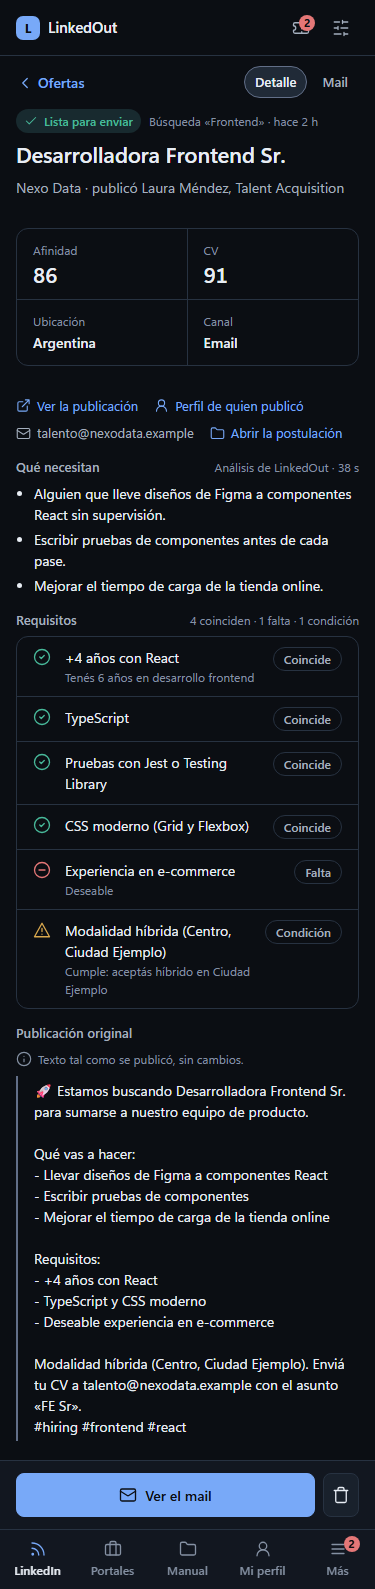 L LinkedOut 2
Ofertas Detalle Mail
Lista para enviar Búsqueda «Frontend» · hace 2 h
Desarrolladora Frontend Sr.
Nexo Data · publicó Laura Méndez, Talent Acquisition
Afinidad CV
86 91
Ubicación Canal
Argentina Email
Ver la publicación Perfil de quien publicó
talento@nexodata.example Abrir la postulación
Qué necesitan Análisis de LinkedOut · 38 s
• Alguien que lleve diseños de Figma a componentes
React sin supervisión.
• Escribir pruebas de componentes antes de cada
pase.
• Mejorar el tiempo de carga de la tienda online.
Requisitos 4 coinciden · 1 falta · 1 condición
+4 años con React Coincide
Tenés 6 años en desarrollo frontend
TypeScript Coincide
Pruebas con Jest o Testing Coincide
Library
CSS moderno (Grid y Flexbox) Coincide
Experiencia en e-commerce Falta
Deseable
Modalidad híbrida (Centro, Condición
Ciudad Ejemplo)
Cumple: aceptás híbrido en Ciudad
Ejemplo
Publicación original
Texto tal como se publicó, sin cambios.
🚀 Estamos buscando Desarrolladora Frontend Sr.
para sumarse a nuestro equipo de producto.
Qué vas a hacer:
- Llevar diseños de Figma a componentes React
- Escribir pruebas de componentes
- Mejorar el tiempo de carga de la tienda online
Requisitos:
- +4 años con React
- TypeScript y CSS moderno
- Deseable experiencia en e-commerce
Modalidad híbrida (Centro, Ciudad Ejemplo). Enviá
tu CV a talento@nexodata.example con el asunto
«FE Sr».
#hiring #frontend #react
Ver el mail
2
LinkedIn Portales Manual Mi perfil Más